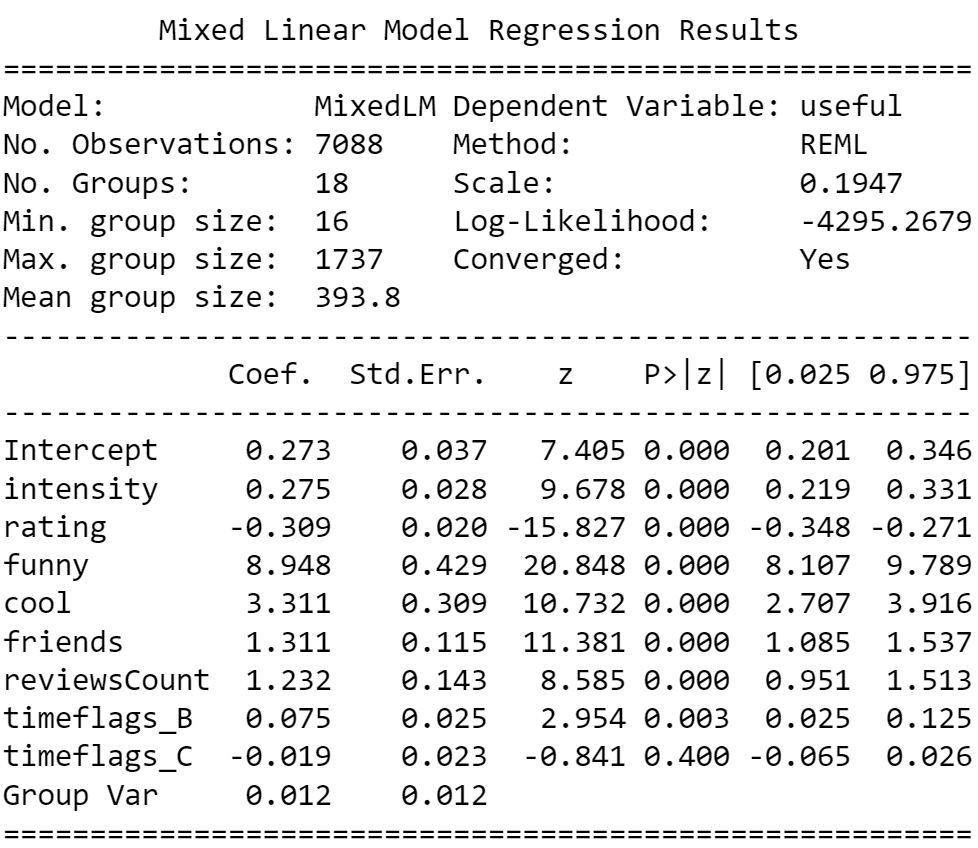 Mixed Linear Model Regression Results
========================================================
Model: MixedLM Dependent Variable: useful
No. Observations: 7088 Method: REML
No. Groups: 18 Scale: 0.1947
Min. group size: 16 Log-Likelihood: -4295.2679
Max. group size: 1737 Converged: Yes
Mean group size: 393.8
--------------------------------------------------------
Coef. Std.Err. z P>|z| [0.025 0.975]
--------------------------------------------------------
Intercept 0.273 0.037 7.405 0.000 0.201 0.346
intensity 0.275 0.028 9.678 0.000 0.219 0.331
rating -0.309 0.020 -15.827 0.000 -0.348 -0.271
funny 8.948 0.429 20.848 0.000 8.107 9.789
cool 3.311 0.309 10.732 0.000 2.707 3.916
friends 1.311 0.115 11.381 0.000 1.085 1.537
reviewsCount 1.232 0.143 8.585 0.000 0.951 1.513
timeflags_B 0.075 0.025 2.954 0.003 0.025 0.125
timeflags_C -0.019 0.023 -0.841 0.400 -0.065 0.026
Group Var 0.012 0.012
========================================================